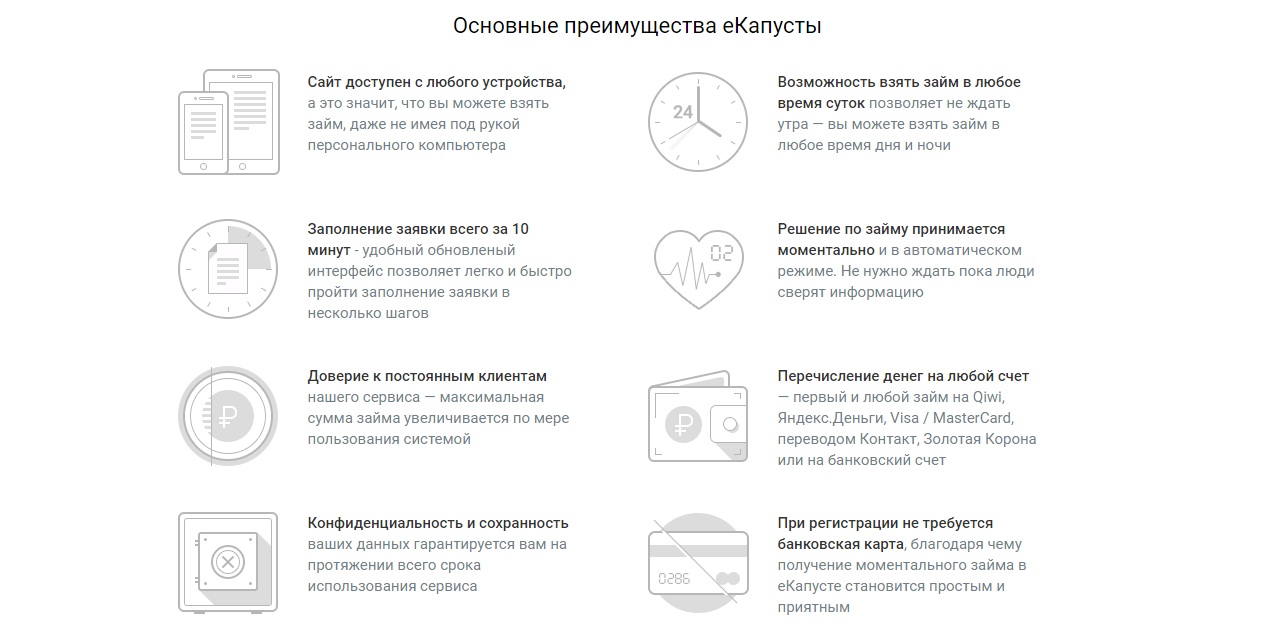 Основные преимущества еКапусты
Сайт доступен с любого устройства,
а это значит, что вы можете взять
займ, даже не имея под рукой
персонального компьютера
24
Возможность взять займ в любое
время суток позволяет не ждать
утра — вы можете взять займ в
любое время дня и ночи
Заполнение заявки всего за 10
минут - удобный обновленый
интерфейс позволяет легко и быстро
пройти заполнение заявки в
несколько шагов
02
Решение по займу принимается
моментально и в автоматическом
режиме. Не нужно ждать пока люди
сверят информацию
₽
Доверие к постоянным клиентам
нашего сервиса — максимальная
сумма займа увеличивается по мере
пользования системой
₽
Перечисление денег на любой счет
— первый и любой займ на Qiwi,
Яндекс.Деньги, Visa / MasterCard,
переводом Контакт, Золотая Корона
или на банковский счет
Конфиденциальность и сохранность
ваших данных гарантируется вам на
протяжении всего срока
использования сервиса
0286
При регистрации не требуется
банковская карта, благодаря чему
получение моментального займа в
еКапусте становится простым и
приятным